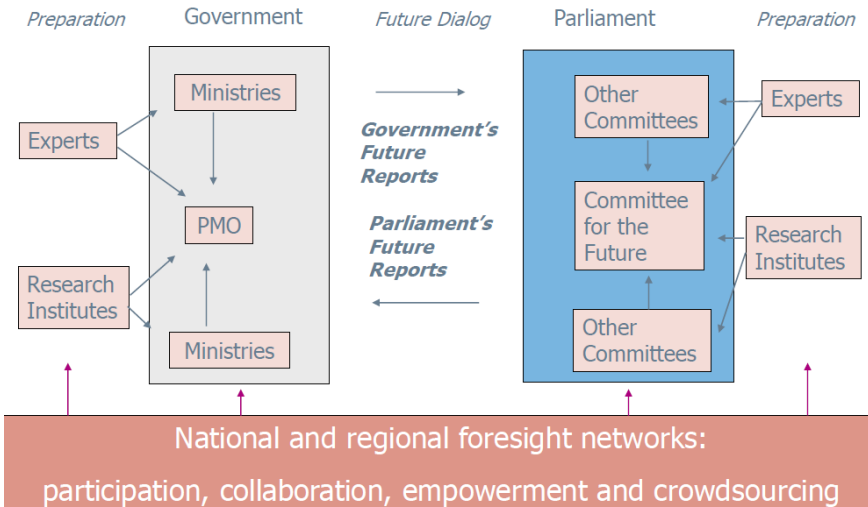 Preparation
Government
Future Dialog
Parliament
Preparation
Ministries
Experts
PMO
Research
Institutes
Ministries
Government's
Future
Reports
Parliament's
Future
Reports
Other
Committees
Experts
Committee
for the
Future
Research
Institutes
Other
Committees
National and regional foresight networks:
participation, collaboration, empowerment and crowdsourcing